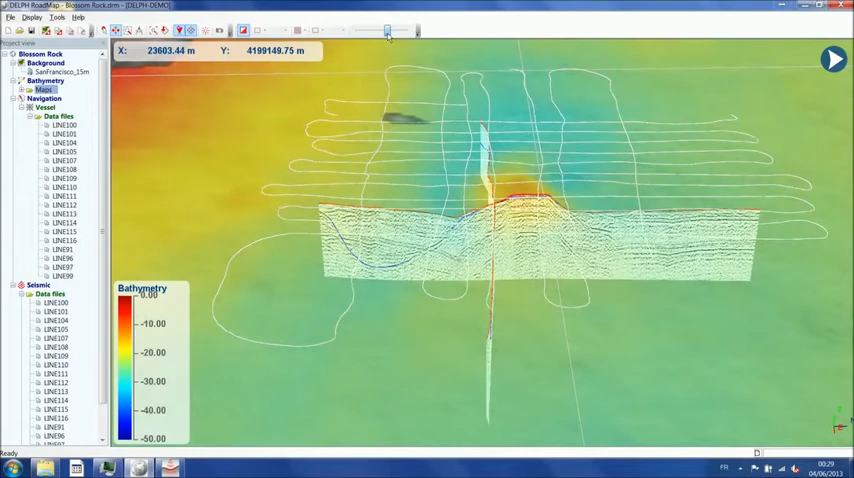 DELPH RoadMap - Blossom Rock.drm - [DELPH-DEMO]
File Display Tools Help
Project view
X: 23603.44 m Y: 4199149.75 m
Blossom Rock
Background
SanFrancisco_15m
Bathymetry
Maps
Navigation
Vessel
Data files
LINE100
LINE101
LINE104
LINE105
LINE107
LINE108
LINE109
LINE110
LINE111
LINE112
LINE113
LINE114
LINE115
LINE116
LINE91
LINE96
LINE97
LINE99
Seismic
Data files
LINE100
LINE101
LINE104
LINE105
LINE107
LINE108
LINE109
LINE110
LINE111
LINE112
LINE113
LINE114
LINE115
LINE116
LINE91
LINE96
LINE97
Bathymetry
0.00
-10.00
-20.00
-30.00
-40.00
-50.00
Ready
FR
00:29
04/06/2013